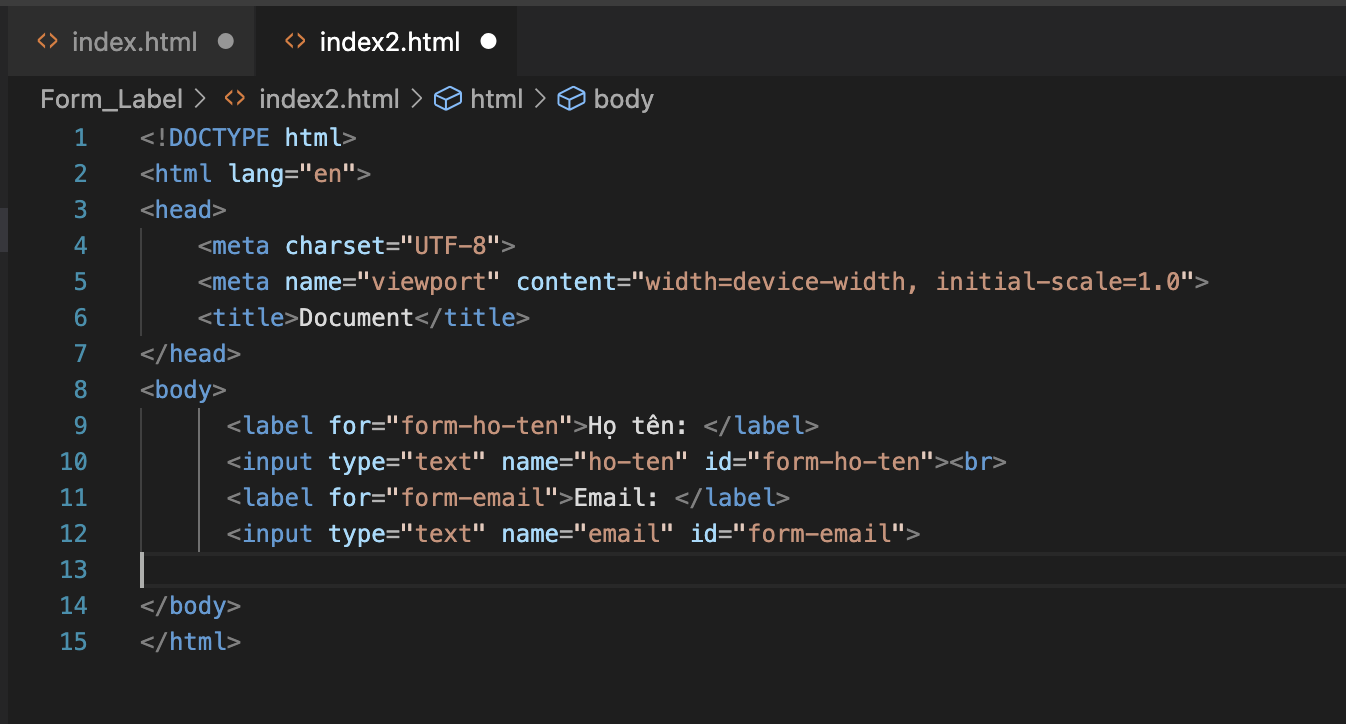 index.html index2.html
Form_Label > index2.html > html > body
1 <!DOCTYPE html>
2 <html lang="en">
3 <head>
4 <meta charset="UTF-8">
5 <meta name="viewport" content="width=device-width, initial-scale=1.0">
6 <title>Document</title>
7 </head>
8 <body>
9 <label for="form-ho-ten">Họ tên: </label>
10 <input type="text" name="ho-ten" id="form-ho-ten"><br>
11 <label for="form-email">Email: </label>
12 <input type="text" name="email" id="form-email">
13
14 </body>
15 </html>